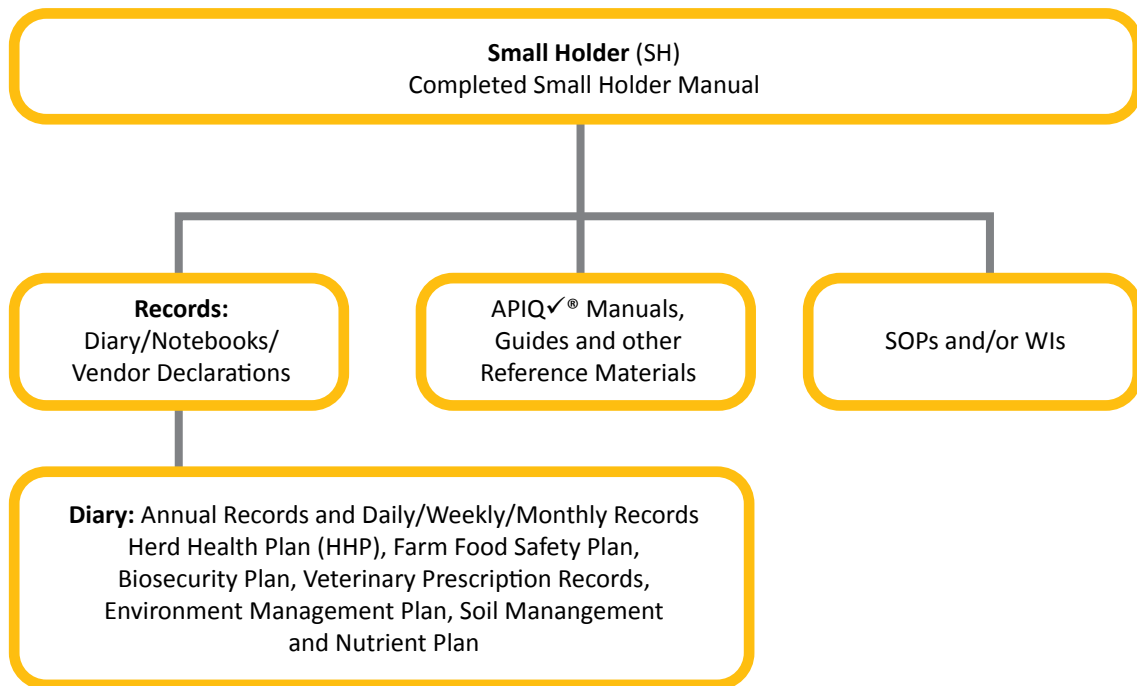 Small Holder (SH)
Completed Small Holder Manual
Records:
Diary/Notebooks/
Vendor Declarations
APIQ✓® Manuals,
Guides and other
Reference Materials
SOPs and/or WIs
Diary: Annual Records and Daily/Weekly/Monthly Records
Herd Health Plan (HHP), Farm Food Safety Plan,
Biosecurity Plan, Veterinary Prescription Records,
Environment Management Plan, Soil Manangement
and Nutrient Plan